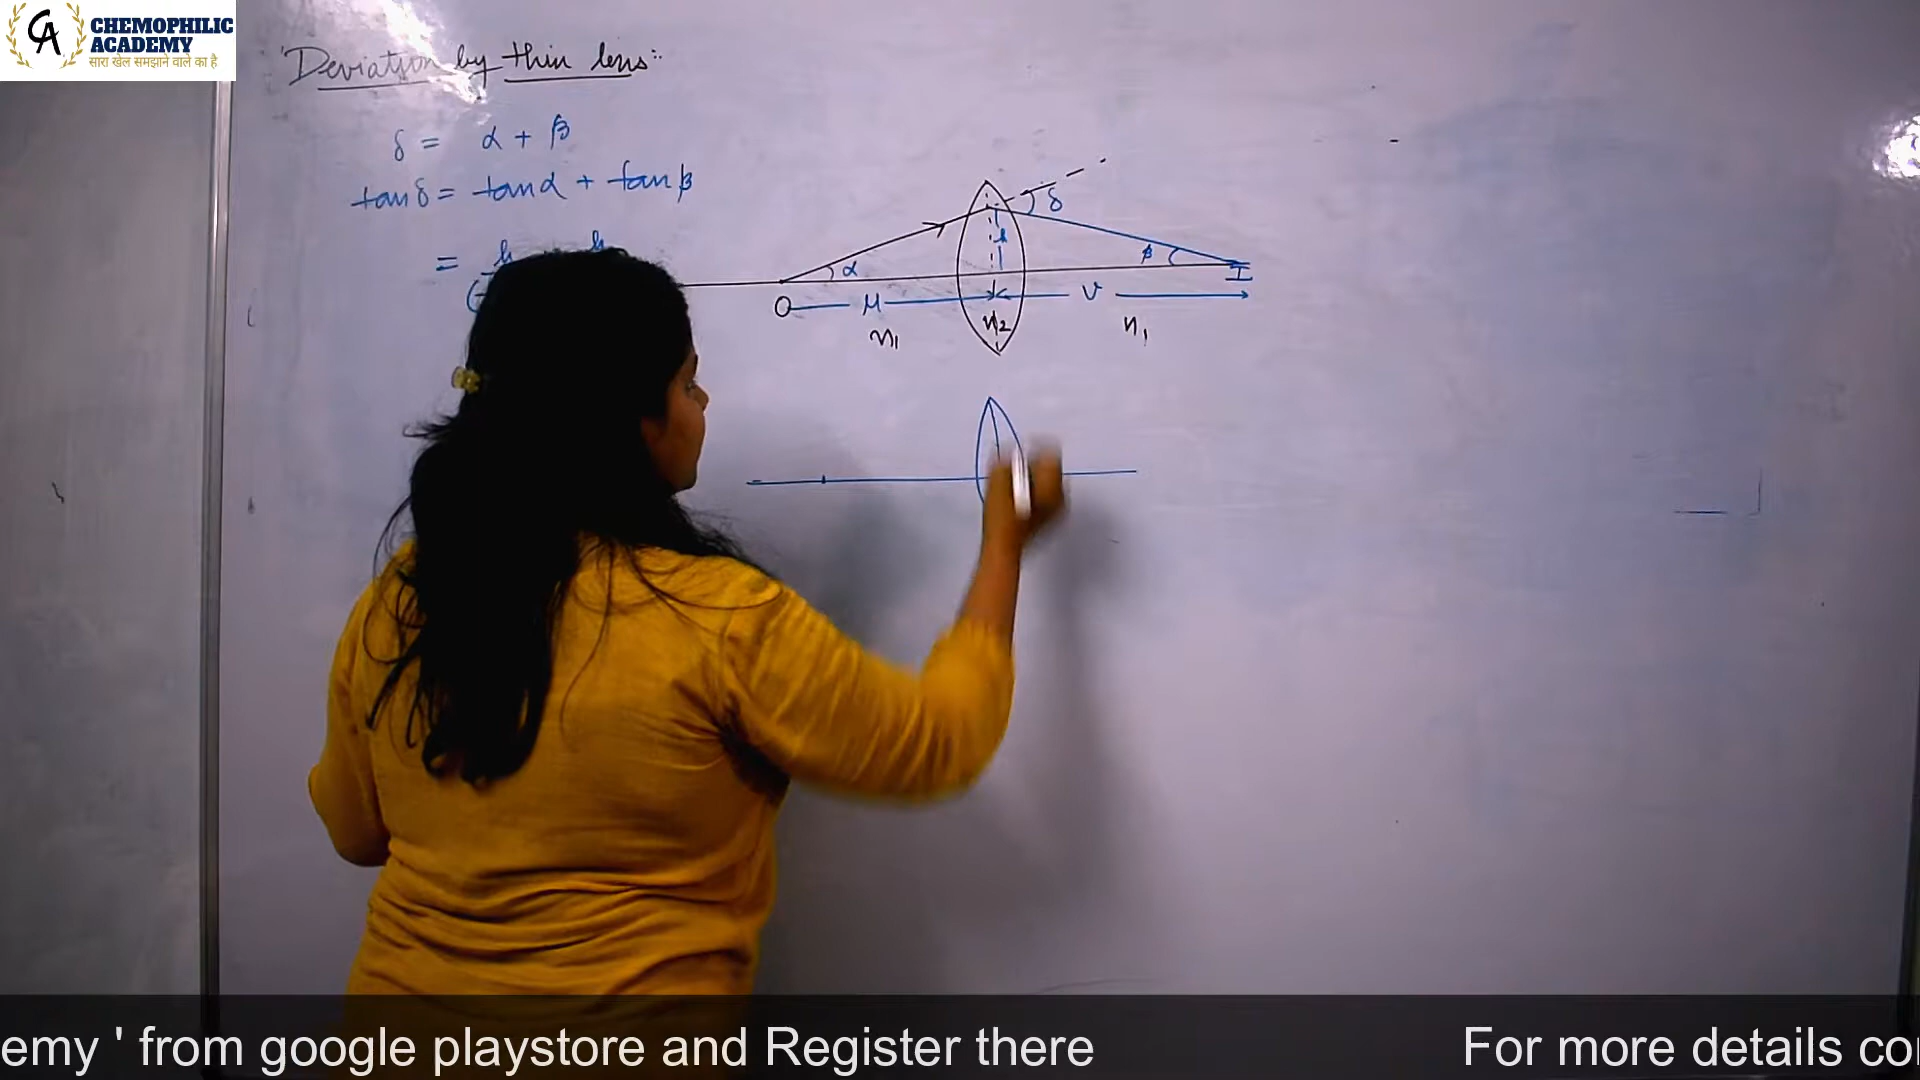 CA
CHEMOPHILIC
ACADEMY
सारा खेल समझाने वाले का है
Deviation by thin lens:
δ = α + β
tan δ = tan α + tan β
= h h
(-
δ
h
α
β
O
I
u
v
n₁
n₂
n₁
emy ' from google playstore and Register there
For more details co